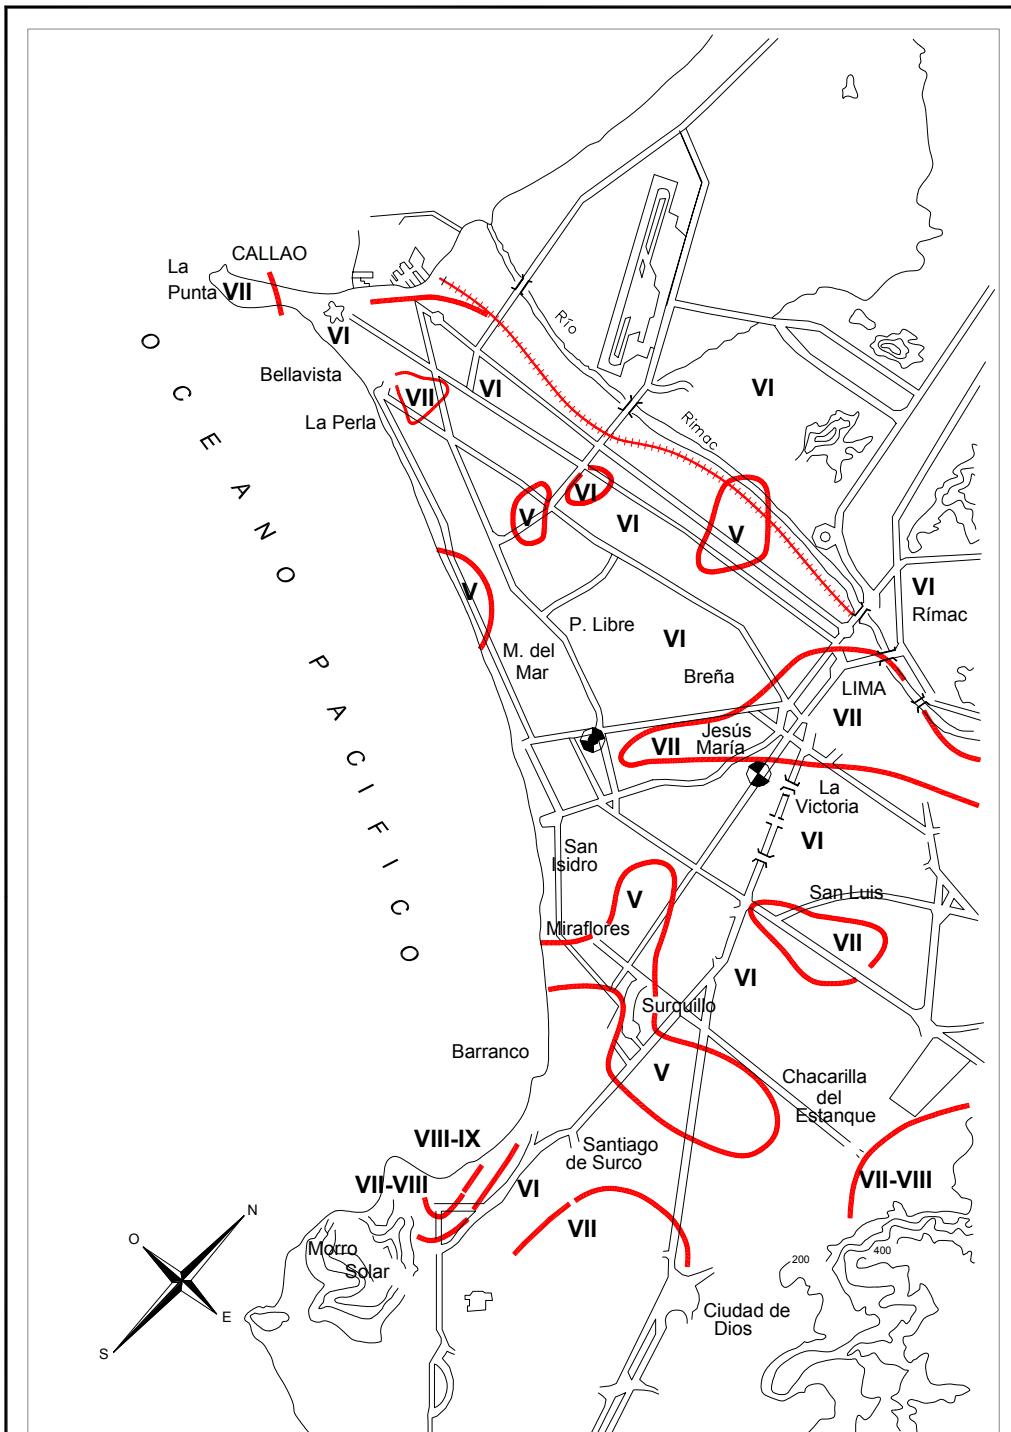 CALLAO
La
Punta VII
VI
OCEANO PACIFICO
Río
Rimac
Bellavista
VI
VI
VII
La Perla
VI
V
VI
V
V
VI
Rímac
P. Libre
VI
M. del
Mar
Breña
LIMA
VII
Jesús
María
VII
La
Victoria
VI
San
Isidro
San Luis
V
Miraflores
VII
VI
Surquillo
Barranco
V
Chacarilla
del
Estanque
VIII-IX
Santiago
de Surco
VII-VIII
VI
VII-VIII
VII
N
O
E
S
Morro
Solar
200
400
Ciudad de
Dios